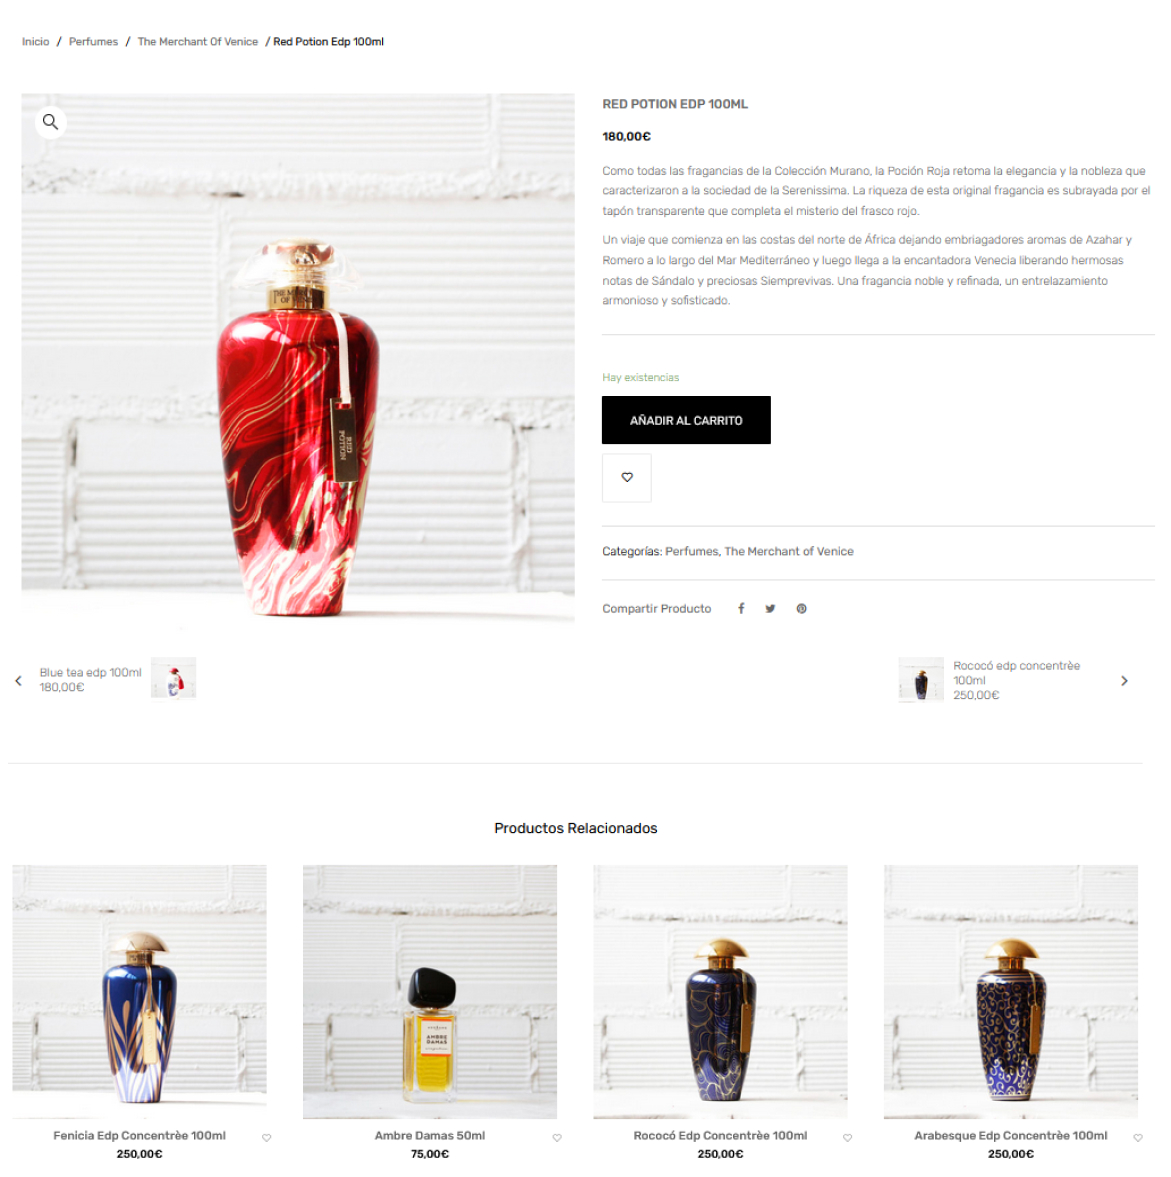 Inicio / Perfumes / The Merchant Of Venice / Red Potion Edp 100ml
RED POTION EDP 100ML
180,00€
Como todas las fragancias de la Colección Murano, la Poción Roja retoma la elegancia y la nobleza que
caracterizaron a la sociedad de la Serenissima. La riqueza de esta original fragancia es subrayada por el
tapón transparente que completa el misterio del frasco rojo.
Un viaje que comienza en las costas del norte de África dejando embriagadores aromas de Azahar y
Romero a lo largo del Mar Mediterráneo y luego llega a la encantadora Venecia liberando hermosas
notas de Sándalo y preciosas Siemprevivas. Una fragancia noble y refinada, un entrelazamiento
armonioso y sofisticado.
RED
POTION
Hay existencias
AÑADIR AL CARRITO
Categorías: Perfumes, The Merchant of Venice
Compartir Producto
Blue tea edp 100ml
180,00€
Rococó edp concentrèe
100ml
250,00€
Productos Relacionados
AMBRE
DAMAS
Fenicia Edp Concentrèe 100ml
250,00€
Ambre Damas 50ml
75,00€
Rococó Edp Concentrèe 100ml
250,00€
Arabesque Edp Concentrèe 100ml
250,00€